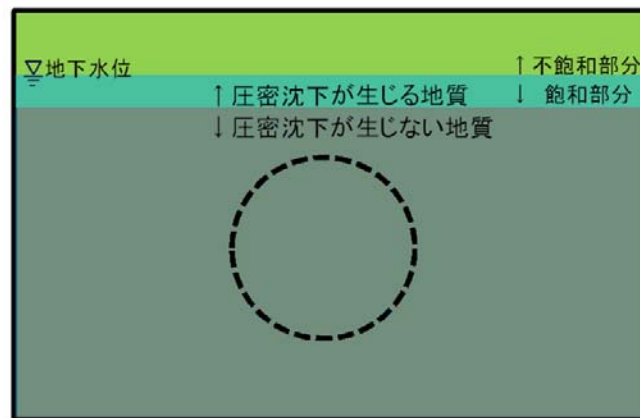 ▽地下水位
↑ 不飽和部分
↓ 飽和部分
↑ 圧密沈下が生じる地質
↓ 圧密沈下が生じない地質